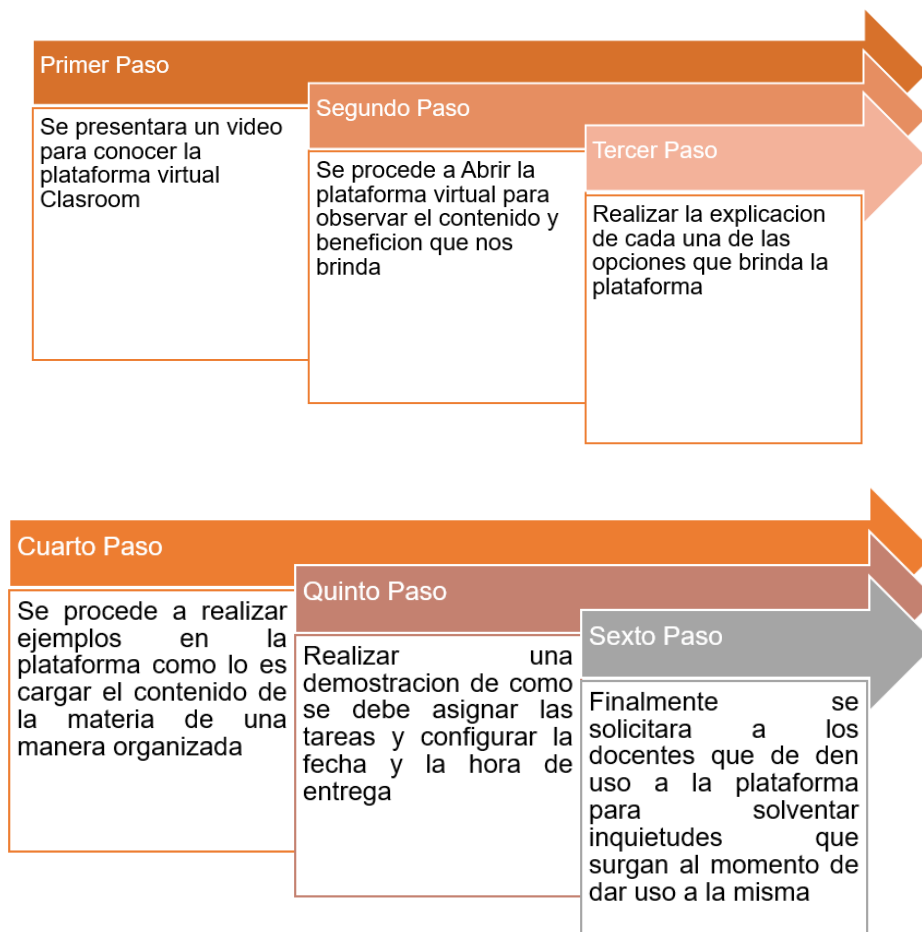 Primer Paso
Se presentara un video
para conocer la
plataforma virtual
Clasroom
Segundo Paso
Se procede a Abrir la
plataforma virtual para
observar el contenido y
beneficion que nos
brinda
Tercer Paso
Realizar la explicacion
de cada una de las
opciones que brinda la
plataforma
Cuarto Paso
Se procede a realizar
ejemplos en la
plataforma como lo es
cargar el contenido de
la materia de una
manera organizada
Quinto Paso
Realizar una
demostracion de como
se debe asignar las
tareas y configurar la
fecha y la hora de
entrega
Sexto Paso
Finalmente se
solicitara a los
docentes que de den
uso a la plataforma
para solventar
inquietudes que
surgan al momento de
dar uso a la misma